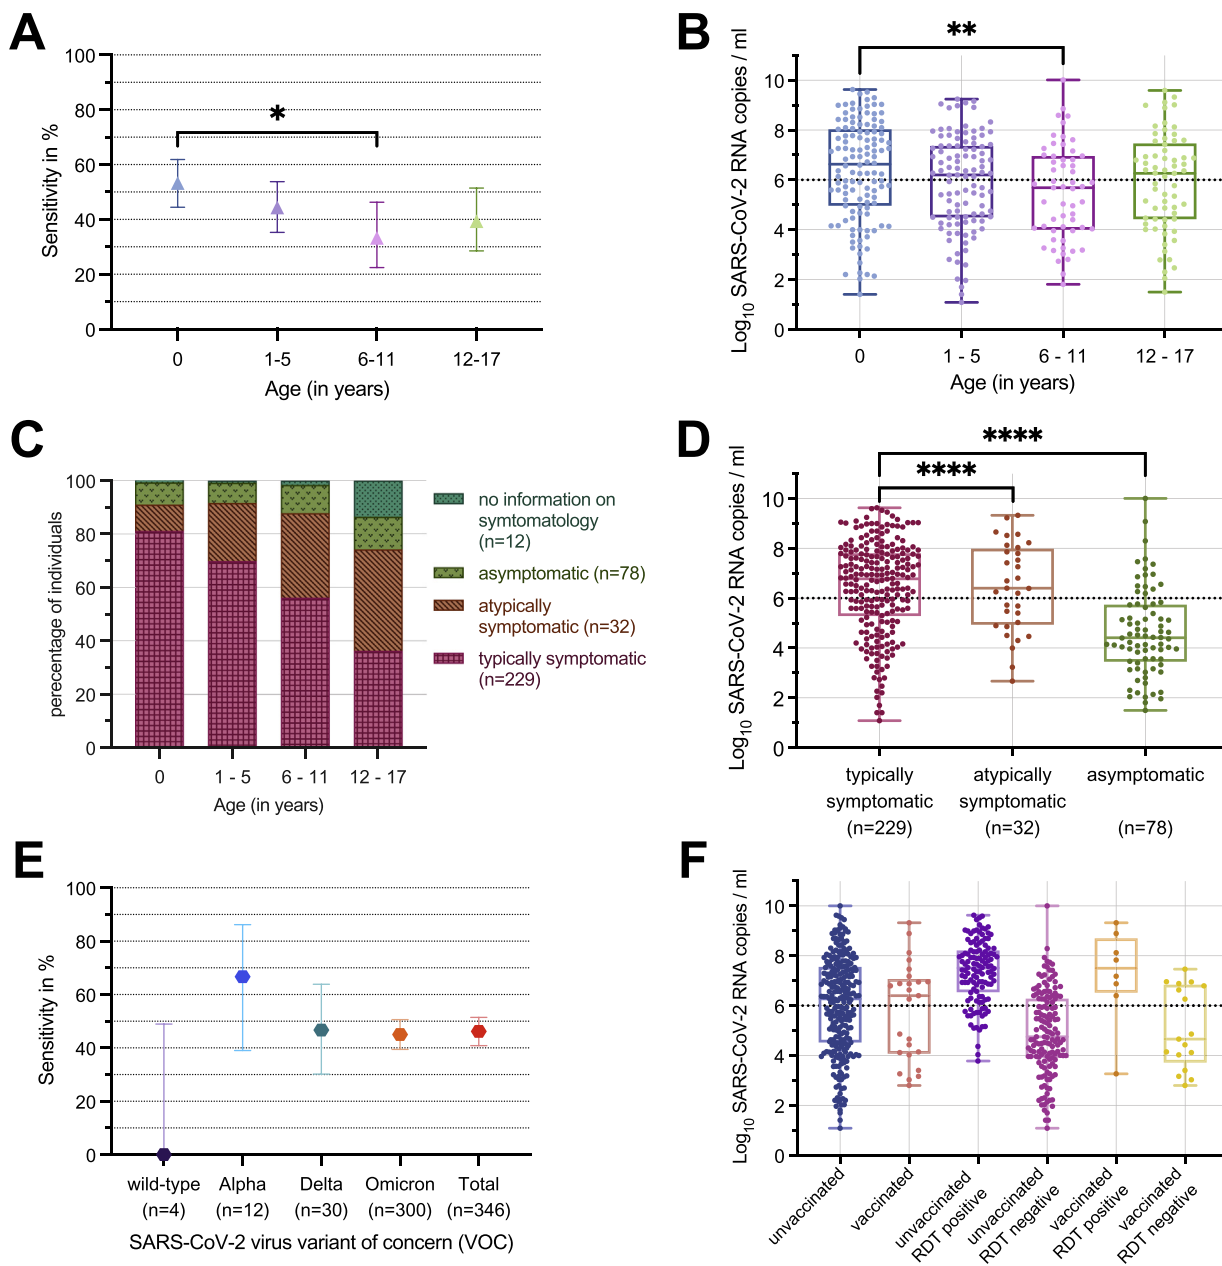 A
Sensitivity in %
100
80
60
40
20
0
*
0
1-5
6-11
12-17
Age (in years)
B
Log10 SARS-CoV-2 RNA copies / ml
10
8
6
4
2
0
**
0
1 - 5
6 - 11
12 - 17
Age (in years)
C
perecentage of individuals
100
80
60
40
20
0
0
1 - 5
6 - 11
12 - 17
Age (in years)
no information on
symtomatology
(n=12)
asymptomatic (n=78)
atypically
symptomatic (n=32)
typically symptomatic
(n=229)
D
Log10 SARS-CoV-2 RNA copies / ml
10
8
6
4
2
0
****
****
typically
symptomatic
(n=229)
atypically
symptomatic
(n=32)
asymptomatic
(n=78)
E
Sensitivity in %
100
80
60
40
20
0
wild-type
(n=4)
Alpha
(n=12)
Delta
(n=30)
Omicron
(n=300)
Total
(n=346)
SARS-CoV-2 virus variant of concern (VOC)
F
Log10 SARS-CoV-2 RNA copies / ml
10
8
6
4
2
0
unvaccinated
vaccinated
unvaccinated
RDT positive
unvaccinated
RDT negative
vaccinated
RDT positive
vaccinated
RDT negative